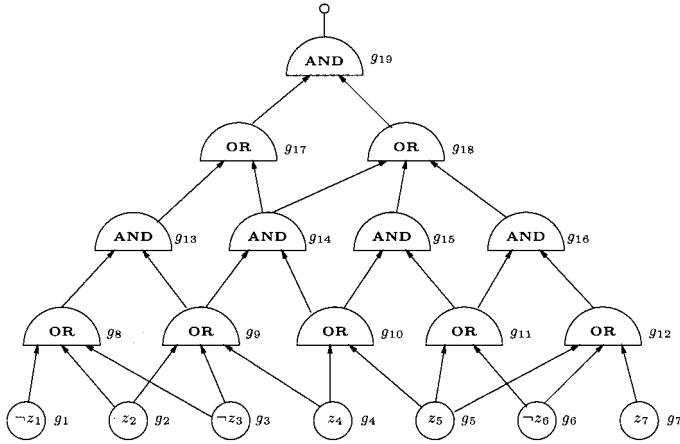 AND g₁₉
OR g₁₇ OR g₁₈
AND g₁₃ AND g₁₄ AND g₁₅ AND g₁₆
OR g₈ OR g₉ OR g₁₀ OR g₁₁ OR g₁₂
¬z₁ g₁ z₂ g₂ ¬z₃ g₃ z₄ g₄ z₅ g₅ ¬z₆ g₆ z₇ g₇